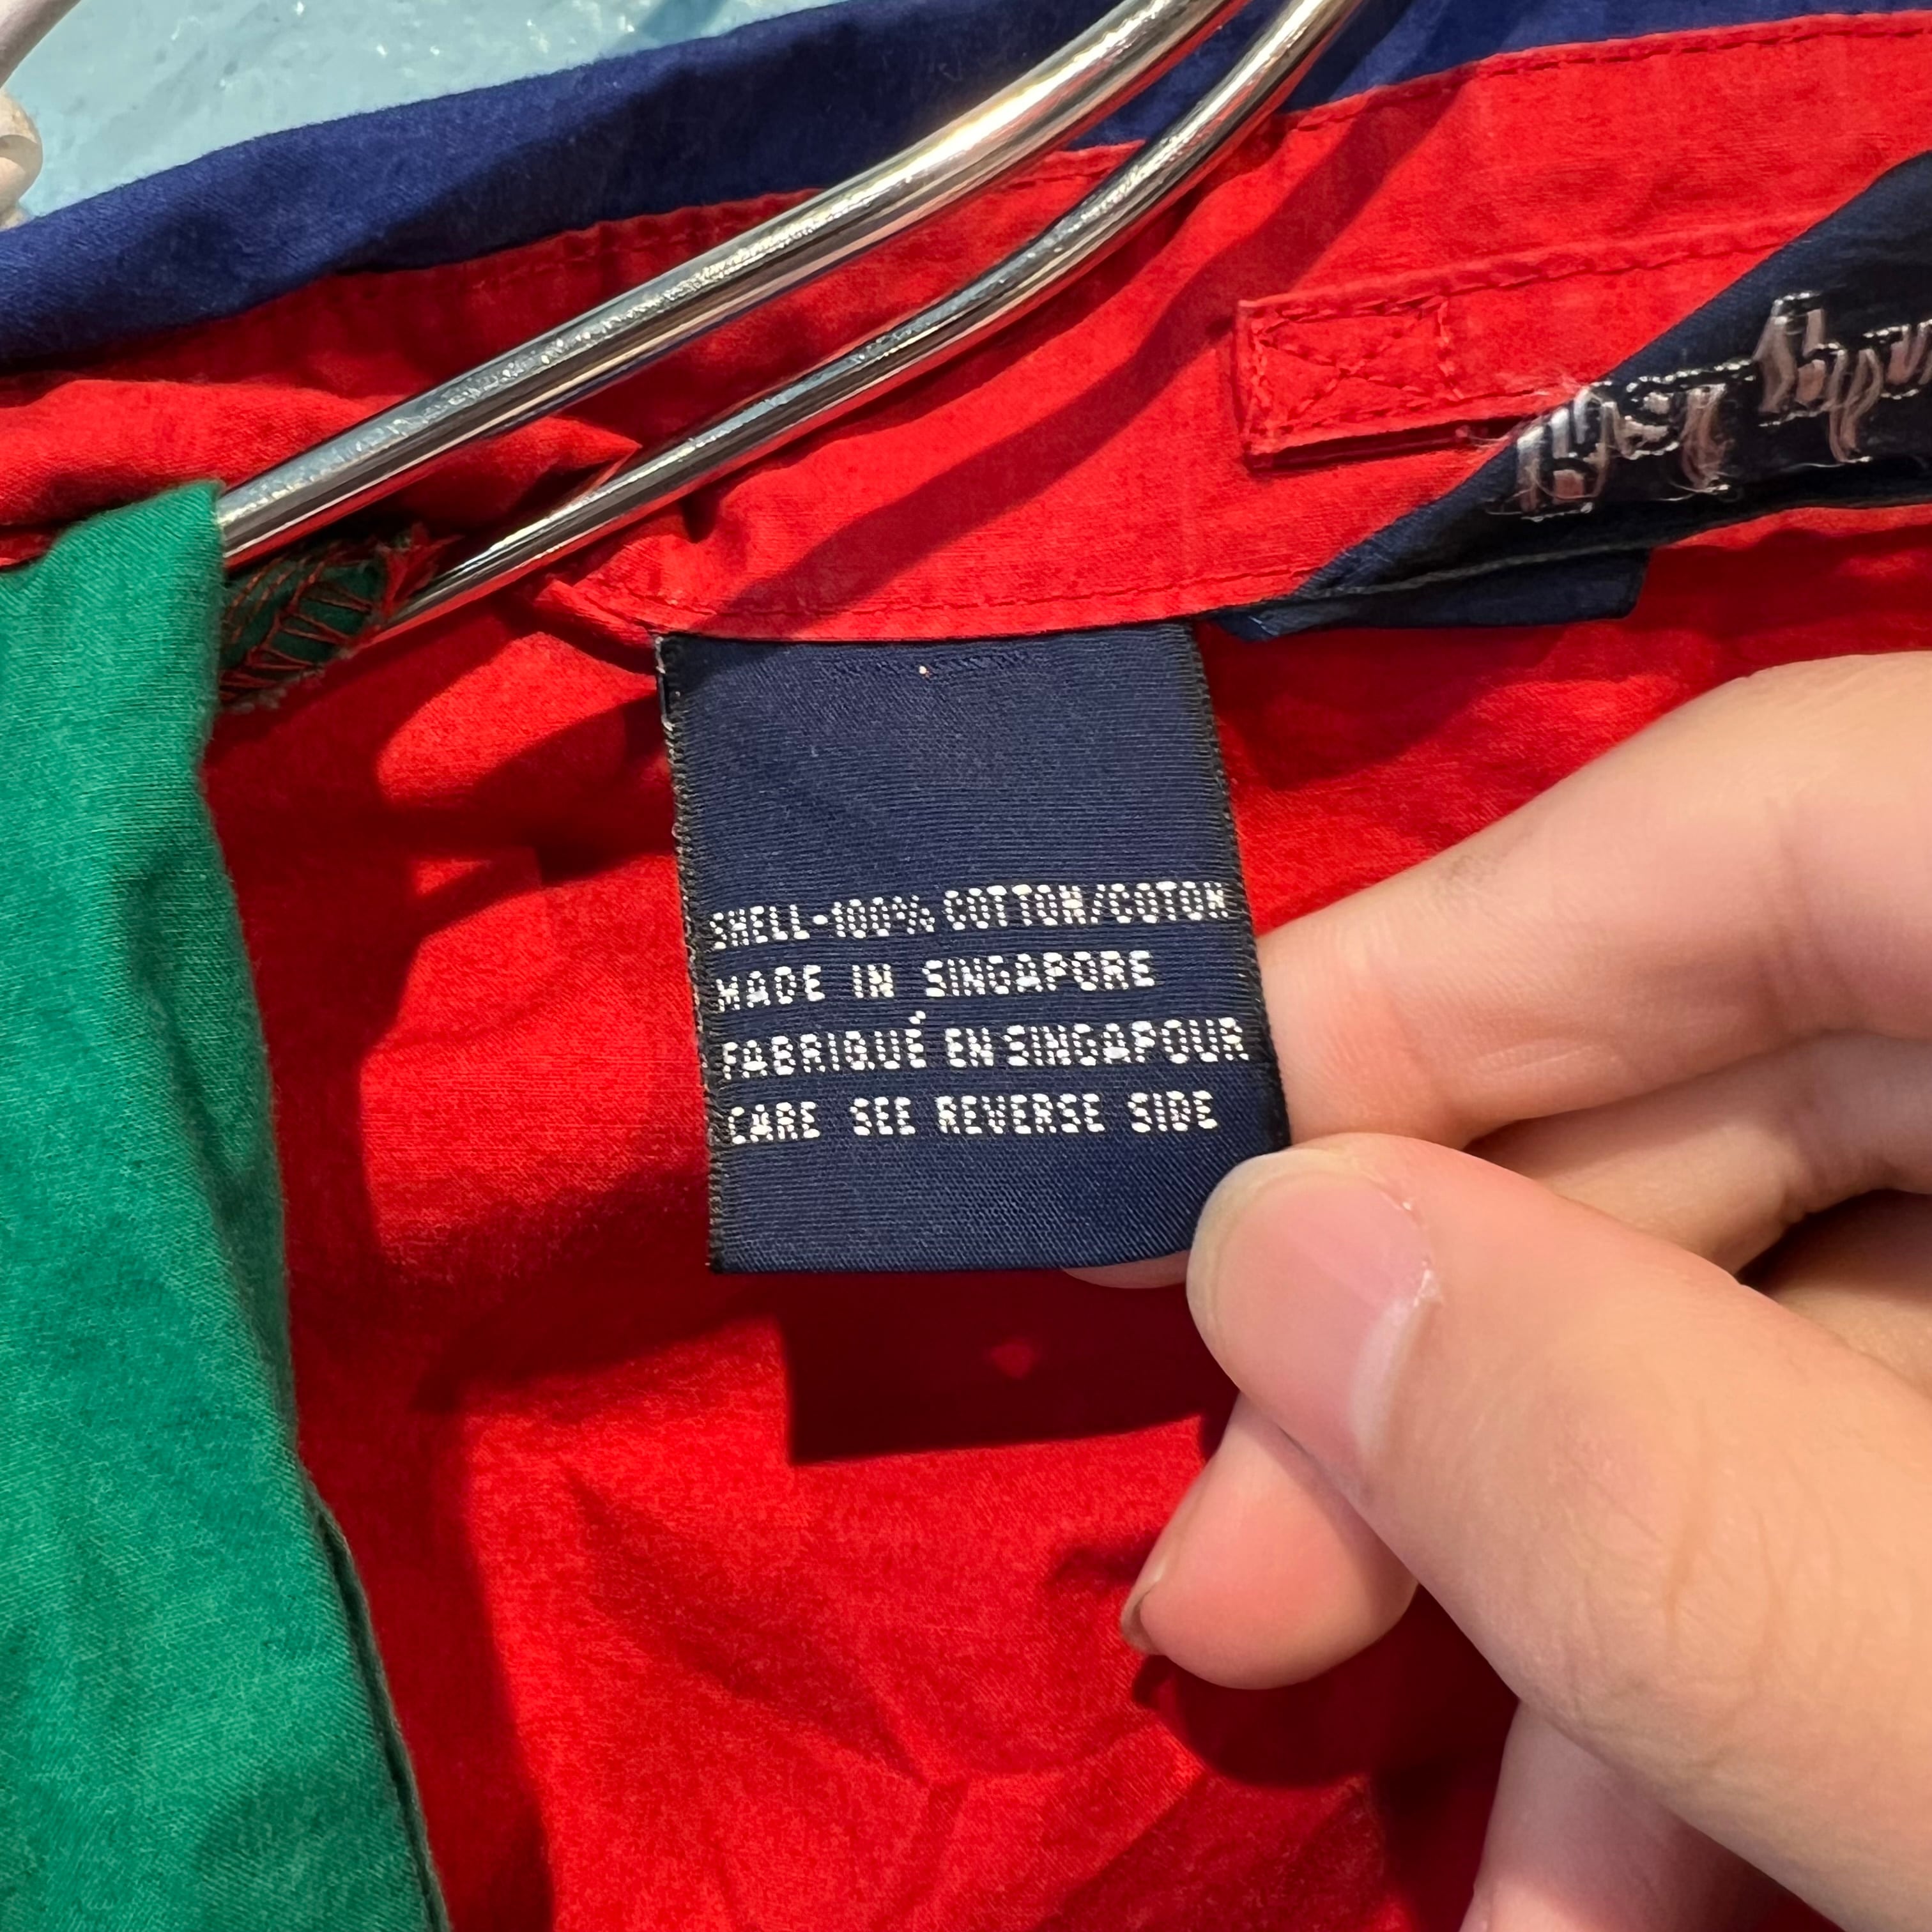 SHELL-100% COTTON/COTON
MADE IN SINGAPORE
FABRIQUÉ EN SINGAPOUR
CARE SEE REVERSE SIDE